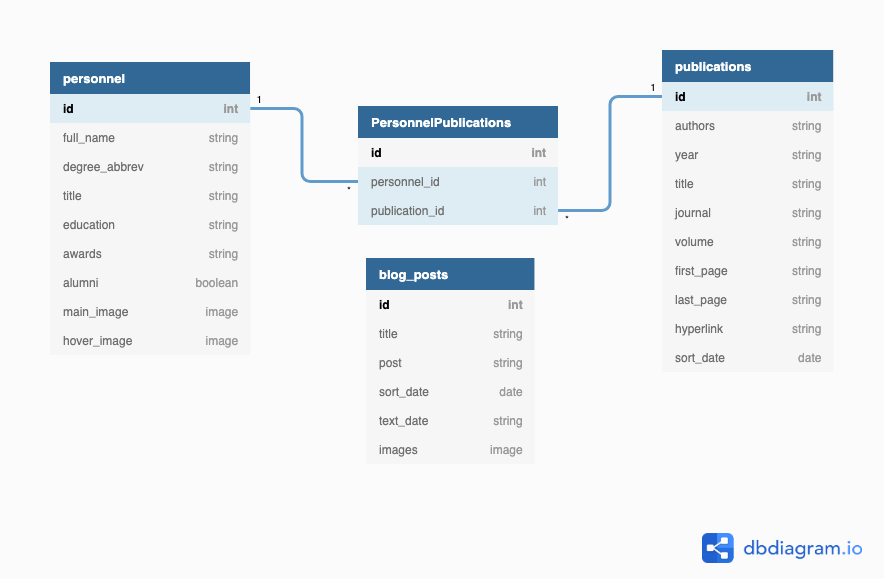 personnel
id int
full_name string
degree_abbrev string
title string
education string
awards string
alumni boolean
main_image image
hover_image image
1
*
PersonnelPublications
id int
personnel_id int
publication_id int
*
1
publications
id int
authors string
year string
title string
journal string
volume string
first_page string
last_page string
hyperlink string
sort_date date
blog_posts
id int
title string
post string
sort_date date
text_date string
images image
dbdiagram.io